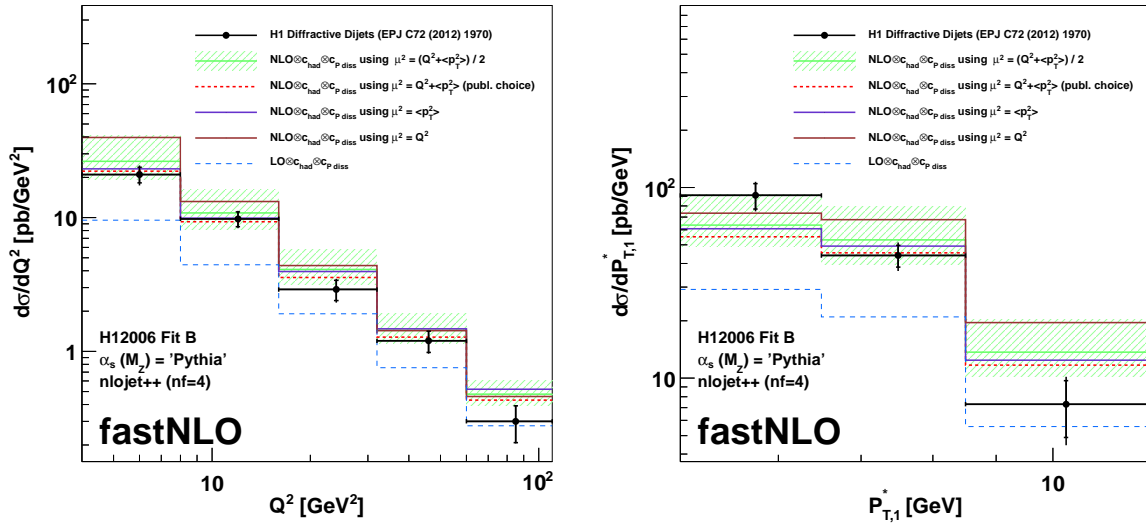 H1 Diffractive Dijets (EPJ C72 (2012) 1970)
NLO⊗c_had⊗c_P diss using μ² = (Q²+<p_T²>) / 2
NLO⊗c_had⊗c_P diss using μ² = Q²+<p_T²> (publ. choice)
NLO⊗c_had⊗c_P diss using μ² = <p_T²>
NLO⊗c_had⊗c_P diss using μ² = Q²
LO⊗c_had⊗c_P diss
dσ/dQ² [pb/GeV²]
10²
10
1
H12006 Fit B
α_s (M_Z) = 'Pythia'
nlojet++ (nf=4)
fastNLO
10
10²
Q² [GeV²]
H1 Diffractive Dijets (EPJ C72 (2012) 1970)
NLO⊗c_had⊗c_P diss using μ² = (Q²+<p_T²>) / 2
NLO⊗c_had⊗c_P diss using μ² = Q²+<p_T²> (publ. choice)
NLO⊗c_had⊗c_P diss using μ² = <p_T²>
NLO⊗c_had⊗c_P diss using μ² = Q²
LO⊗c_had⊗c_P diss
dσ/dP*_T,1 [pb/GeV]
10²
10
H12006 Fit B
α_s (M_Z) = 'Pythia'
nlojet++ (nf=4)
fastNLO
10
P*_T,1 [GeV]